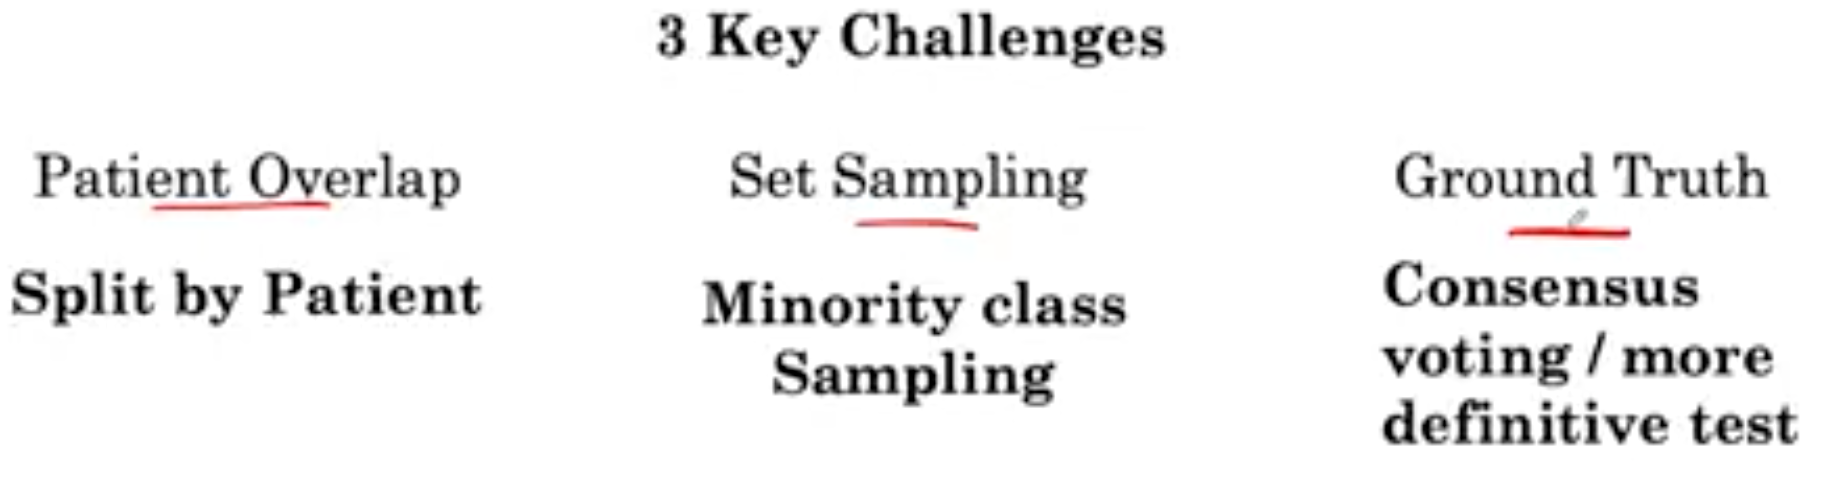 3 Key Challenges
Patient Overlap
Split by Patient
Set Sampling
Minority class
Sampling
Ground Truth
Consensus
voting / more
definitive test